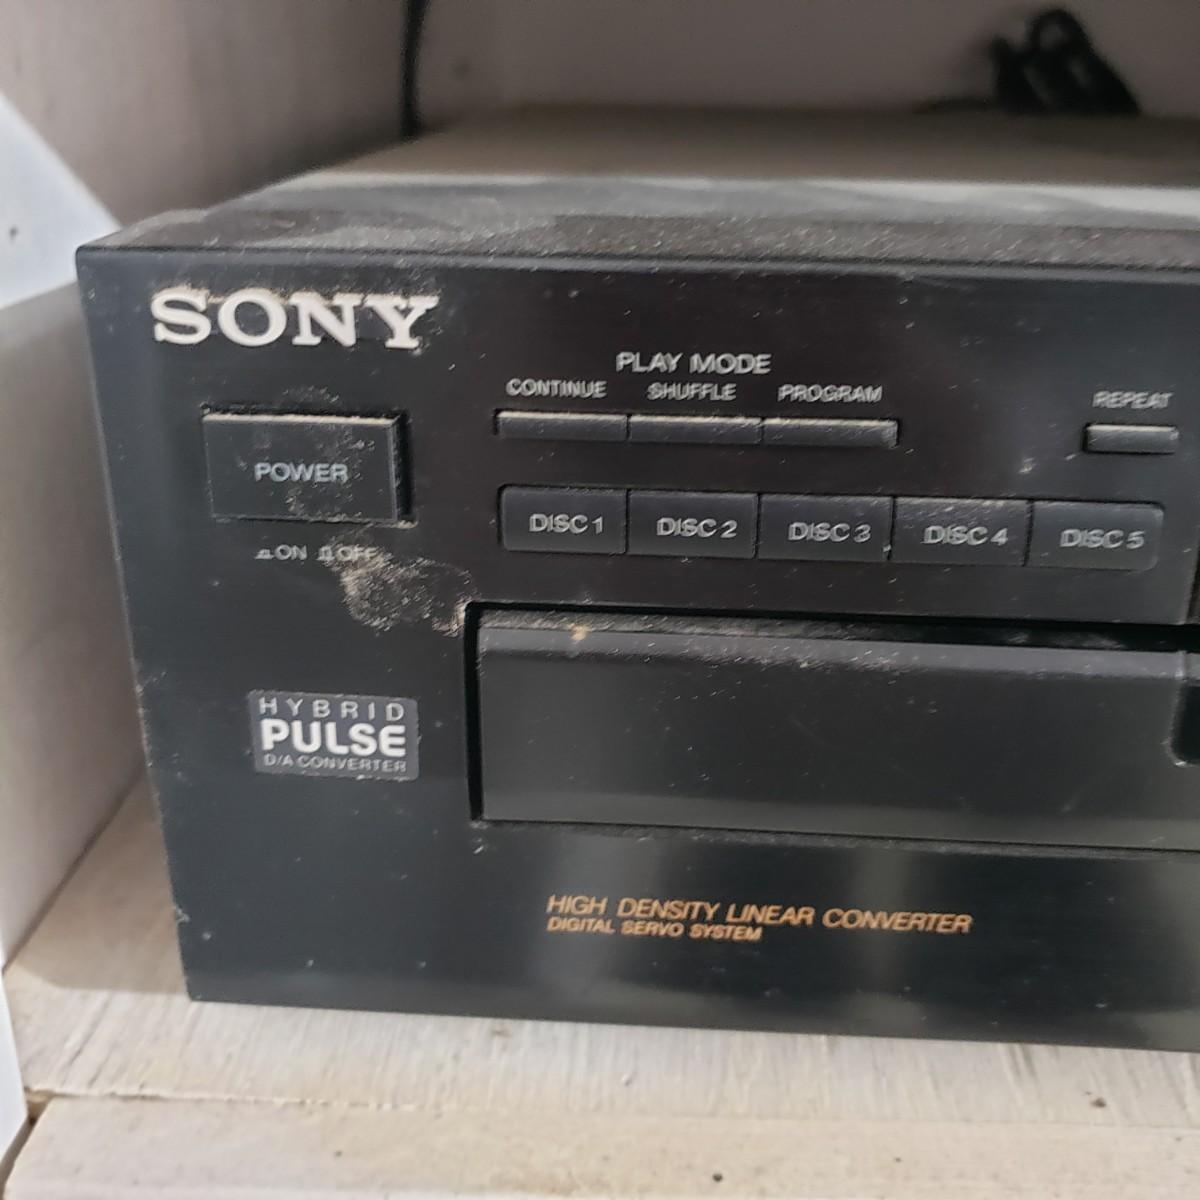 SONY
PLAY MODE
CONTINUE SHUFFLE PROGRAM
REPEAT
POWER
DISC 1 DISC 2 DISC 3 DISC 4 DISC 5
ON OFF
HYBRID
PULSE
D/A CONVERTER
HIGH DENSITY LINEAR CONVERTER
DIGITAL SERVO SYSTEM